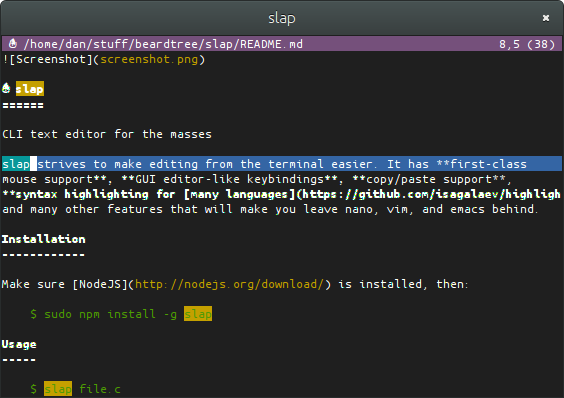 slap
/home/dan/stuff/beardtree/slap/README.md 8,5 (38)
![Screenshot](screenshot.png)
slap
======
CLI text editor for the masses
slap strives to make editing from the terminal easier. It has **first-class
mouse support**, **GUI editor-like keybindings**, **copy/paste support**,
**syntax highlighting for [many languages](https://github.com/isagalaev/highligh
and many other features that will make you leave nano, vim, and emacs behind.
Installation
------------
Make sure [NodeJS](http://nodejs.org/download/) is installed, then:
$ sudo npm install -g slap
Usage
-----
$ slap file.c